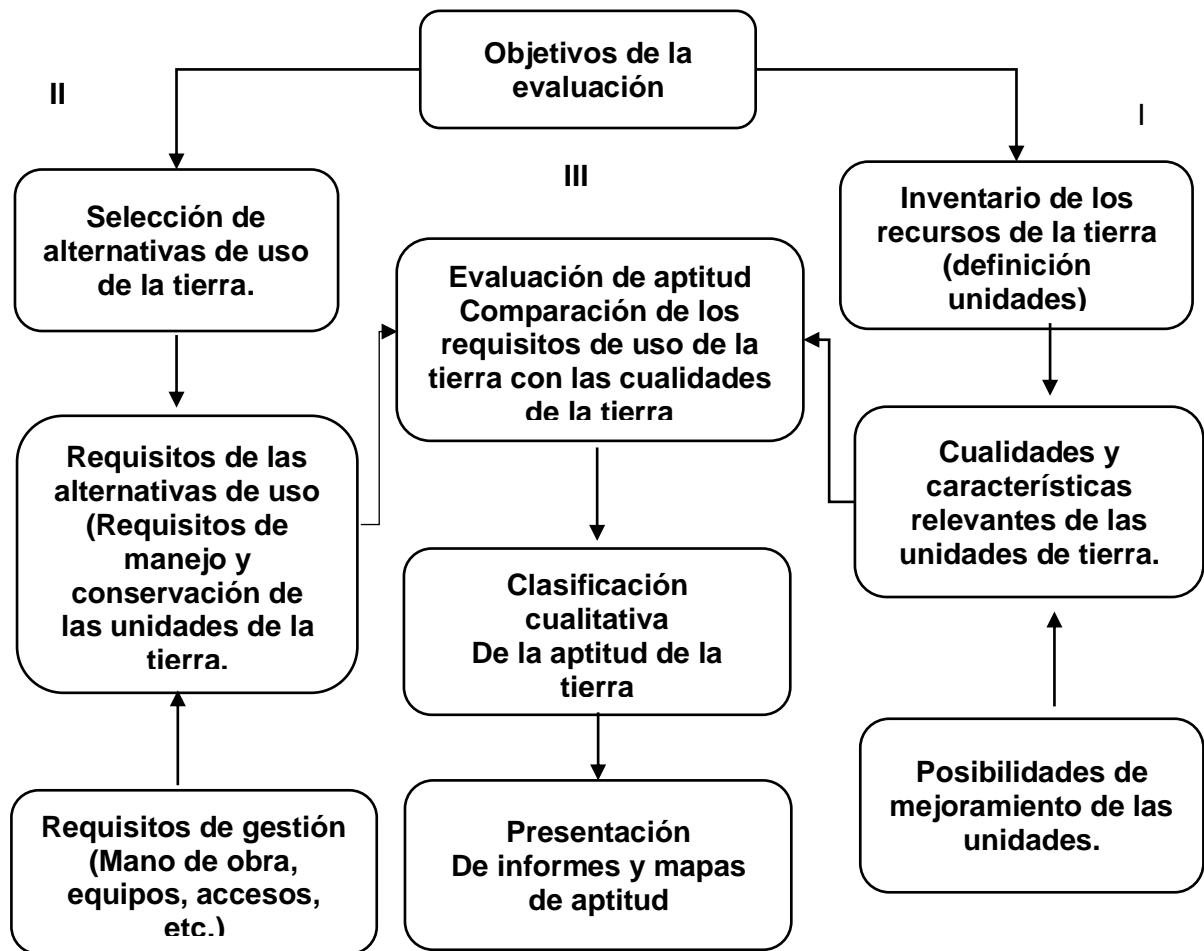 Objetivos de la
evaluación
II
I
III
Selección de
alternativas de uso
de la tierra.
Inventario de los
recursos de la tierra
(definición
unidades)
Evaluación de aptitud
Comparación de los
requisitos de uso de la
tierra con las cualidades
de la tierra
Requisitos de las
alternativas de uso
(Requisitos de
manejo y
conservación de
las unidades de la
tierra.
Cualidades y
características
relevantes de las
unidades de tierra.
Clasificación
cualitativa
De la aptitud de la
tierra
Requisitos de gestión
(Mano de obra,
equipos, accesos,
etc.)
Presentación
De informes y mapas
de aptitud
Posibilidades de
mejoramiento de las
unidades.